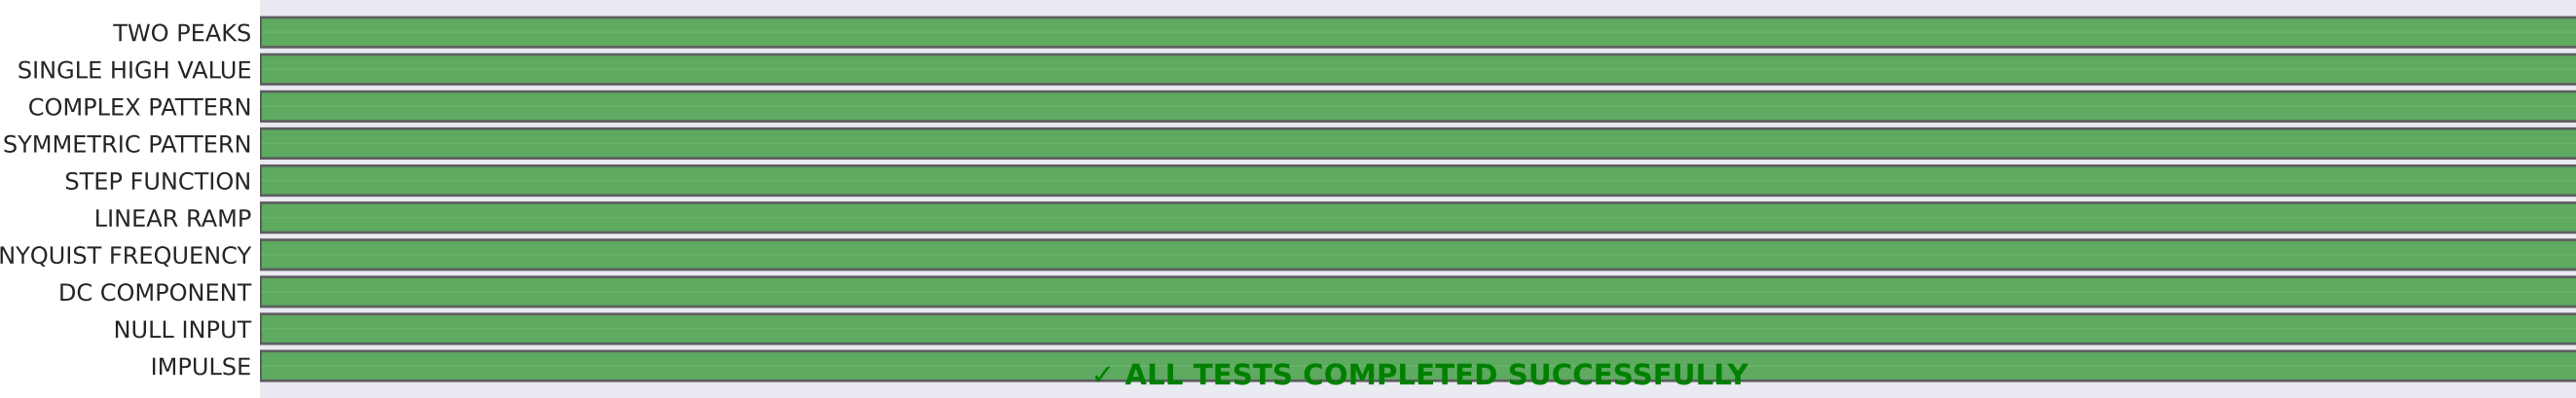 TWO PEAKS
SINGLE HIGH VALUE
COMPLEX PATTERN
SYMMETRIC PATTERN
STEP FUNCTION
LINEAR RAMP
NYQUIST FREQUENCY
DC COMPONENT
NULL INPUT
IMPULSE
✓ ALL TESTS COMPLETED SUCCESSFULLY